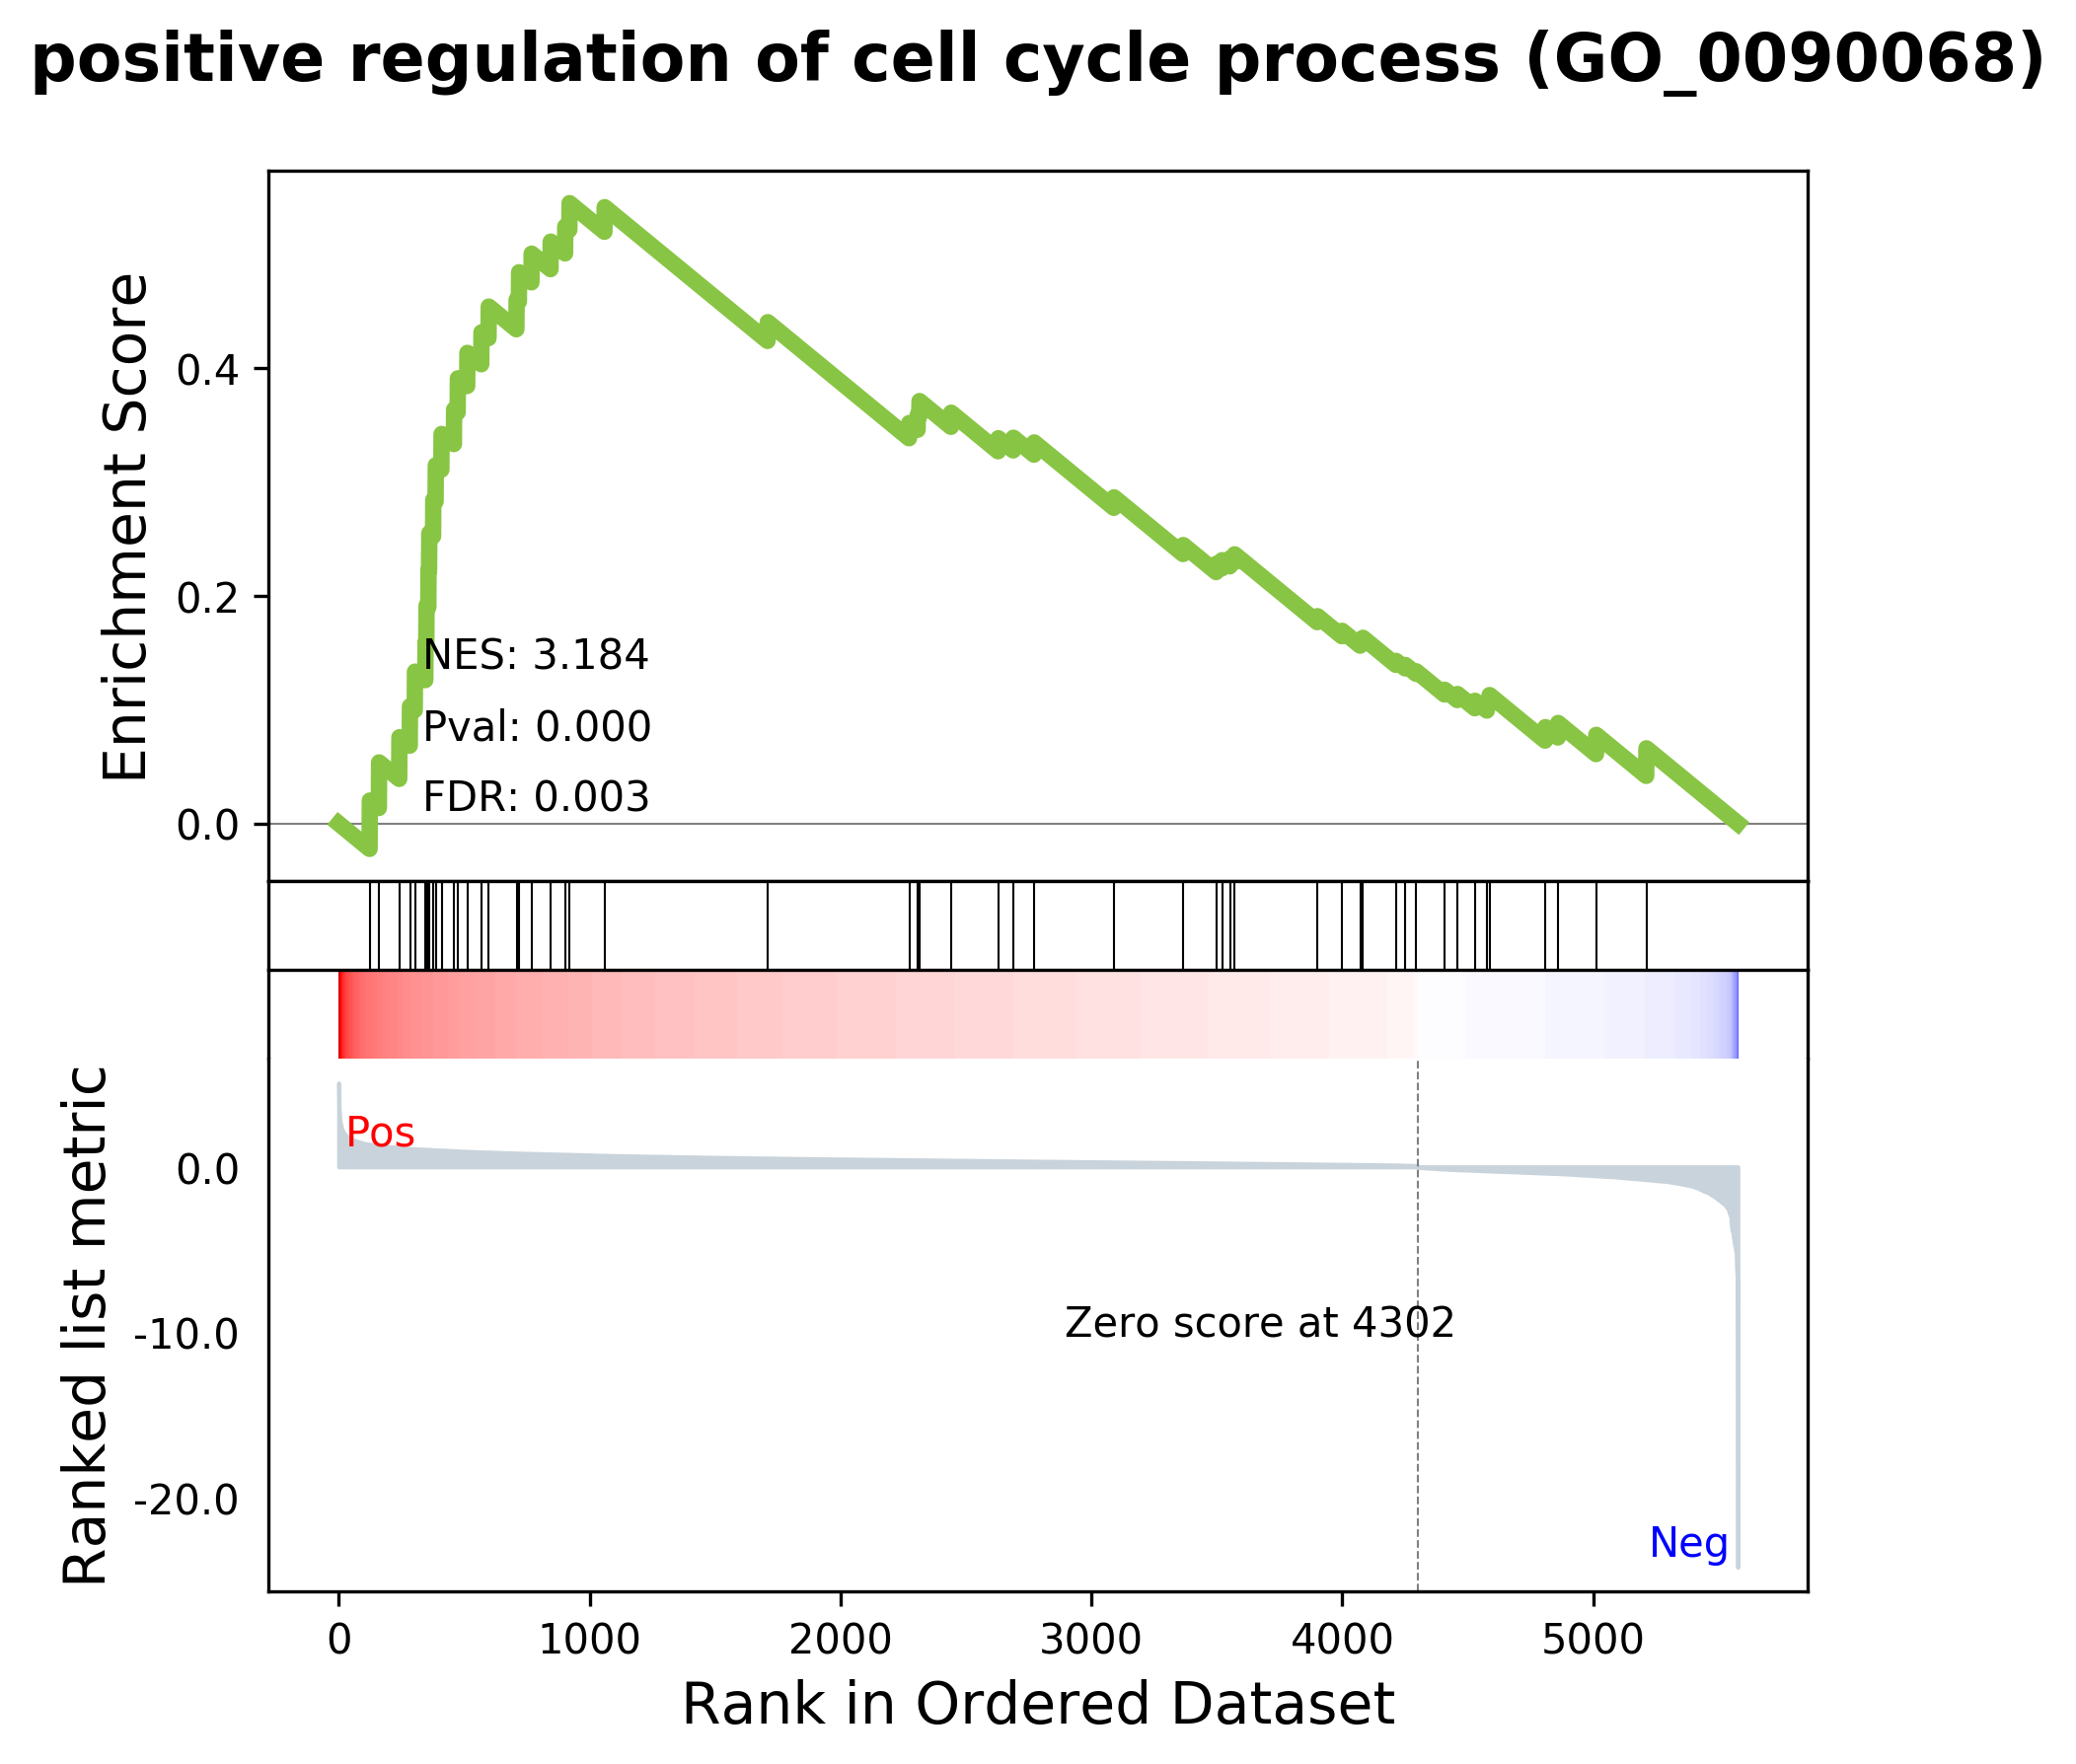 positive regulation of cell cycle process (GO_0090068)
Enrichment Score
0.4
0.2
0.0
NES: 3.184
Pval: 0.000
FDR: 0.003
Ranked list metric
Pos
0.0
-10.0
-20.0
Zero score at 4302
Neg
0 1000 2000 3000 4000 5000
Rank in Ordered Dataset